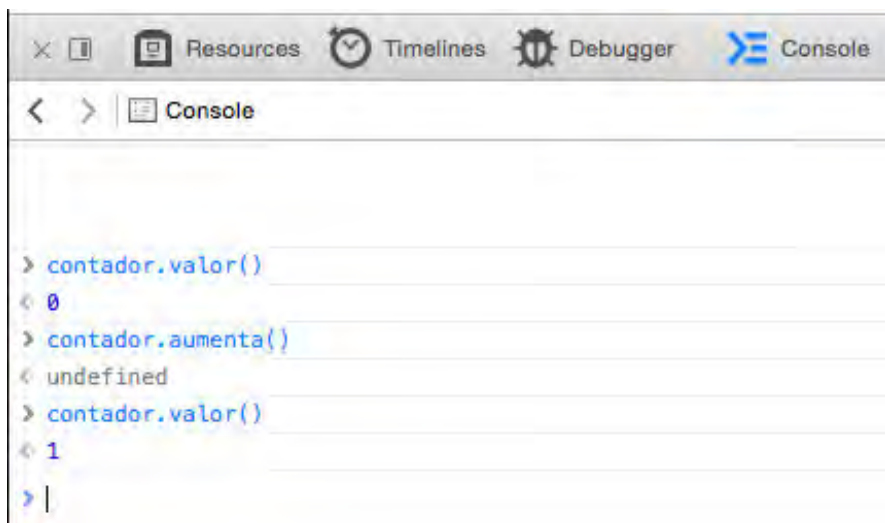 Resources Timelines Debugger Console
Console
> contador.valor()
< 0
> contador.aumenta()
< undefined
> contador.valor()
< 1
>